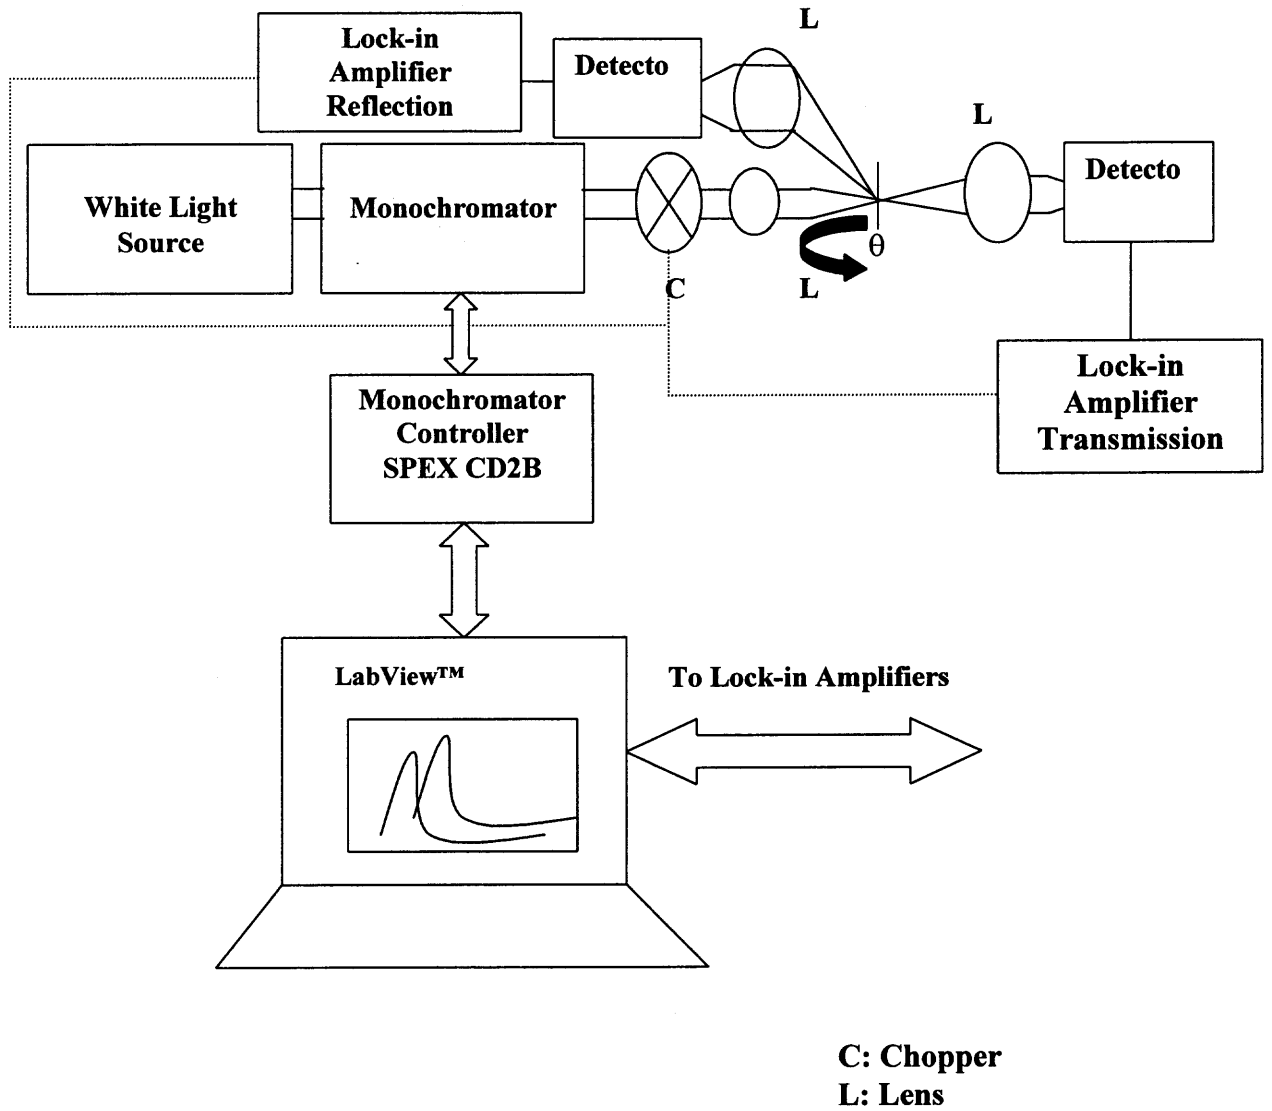 L
Lock-in
Amplifier
Reflection
Detecto
L
Detecto
White Light
Source
Monochromator
θ
C
L
Lock-in
Amplifier
Transmission
Monochromator
Controller
SPEX CD2B
LabView™
To Lock-in Amplifiers
C: Chopper
L: Lens